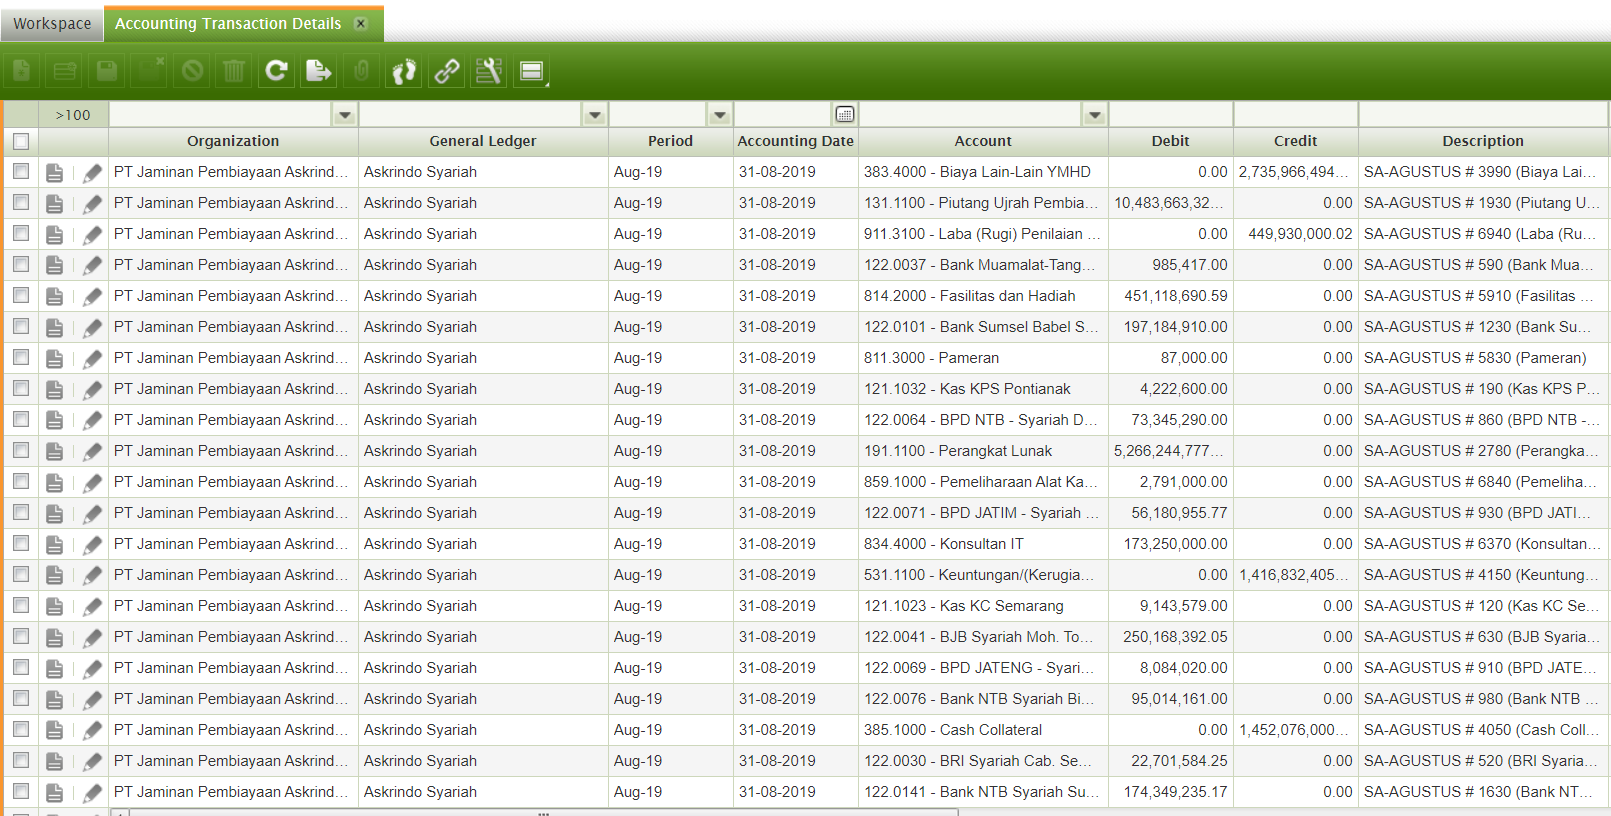 Workspace Accounting Transaction Details
>100
Organization General Ledger Period Accounting Date Account Debit Credit Description
PT Jaminan Pembiayaan Askrind... Askrindo Syariah Aug-19 31-08-2019 383.4000 - Biaya Lain-Lain YMHD 0.00 2,735,966,494... SA-AGUSTUS # 3990 (Biaya Lai...
PT Jaminan Pembiayaan Askrind... Askrindo Syariah Aug-19 31-08-2019 131.1100 - Piutang Ujrah Pembia... 10,483,663,32... 0.00 SA-AGUSTUS # 1930 (Piutang U...
PT Jaminan Pembiayaan Askrind... Askrindo Syariah Aug-19 31-08-2019 911.3100 - Laba (Rugi) Penilaian ... 0.00 449,930,000.02 SA-AGUSTUS # 6940 (Laba (Ru...
PT Jaminan Pembiayaan Askrind... Askrindo Syariah Aug-19 31-08-2019 122.0037 - Bank Muamalat-Tang... 985,417.00 0.00 SA-AGUSTUS # 590 (Bank Mua...
PT Jaminan Pembiayaan Askrind... Askrindo Syariah Aug-19 31-08-2019 814.2000 - Fasilitas dan Hadiah 451,118,690.59 0.00 SA-AGUSTUS # 5910 (Fasilitas ...
PT Jaminan Pembiayaan Askrind... Askrindo Syariah Aug-19 31-08-2019 122.0101 - Bank Sumsel Babel S... 197,184,910.00 0.00 SA-AGUSTUS # 1230 (Bank Su...
PT Jaminan Pembiayaan Askrind... Askrindo Syariah Aug-19 31-08-2019 811.3000 - Pameran 87,000.00 0.00 SA-AGUSTUS # 5830 (Pameran)
PT Jaminan Pembiayaan Askrind... Askrindo Syariah Aug-19 31-08-2019 121.1032 - Kas KPS Pontianak 4,222,600.00 0.00 SA-AGUSTUS # 190 (Kas KPS P...
PT Jaminan Pembiayaan Askrind... Askrindo Syariah Aug-19 31-08-2019 122.0064 - BPD NTB - Syariah D... 73,345,290.00 0.00 SA-AGUSTUS # 860 (BPD NTB -...
PT Jaminan Pembiayaan Askrind... Askrindo Syariah Aug-19 31-08-2019 191.1100 - Perangkat Lunak 5,266,244,777... 0.00 SA-AGUSTUS # 2780 (Perangka...
PT Jaminan Pembiayaan Askrind... Askrindo Syariah Aug-19 31-08-2019 859.1000 - Pemeliharaan Alat Ka... 2,791,000.00 0.00 SA-AGUSTUS # 6840 (Pemeliha...
PT Jaminan Pembiayaan Askrind... Askrindo Syariah Aug-19 31-08-2019 122.0071 - BPD JATIM - Syariah ... 56,180,955.77 0.00 SA-AGUSTUS # 930 (BPD JATI...
PT Jaminan Pembiayaan Askrind... Askrindo Syariah Aug-19 31-08-2019 834.4000 - Konsultan IT 173,250,000.00 0.00 SA-AGUSTUS # 6370 (Konsultan...
PT Jaminan Pembiayaan Askrind... Askrindo Syariah Aug-19 31-08-2019 531.1100 - Keuntungan/(Kerugia... 0.00 1,416,832,405... SA-AGUSTUS # 4150 (Keuntung...
PT Jaminan Pembiayaan Askrind... Askrindo Syariah Aug-19 31-08-2019 121.1023 - Kas KC Semarang 9,143,579.00 0.00 SA-AGUSTUS # 120 (Kas KC Se...
PT Jaminan Pembiayaan Askrind... Askrindo Syariah Aug-19 31-08-2019 122.0041 - BJB Syariah Moh. To... 250,168,392.05 0.00 SA-AGUSTUS # 630 (BJB Syaria...
PT Jaminan Pembiayaan Askrind... Askrindo Syariah Aug-19 31-08-2019 122.0069 - BPD JATENG - Syari... 8,084,020.00 0.00 SA-AGUSTUS # 910 (BPD JATE...
PT Jaminan Pembiayaan Askrind... Askrindo Syariah Aug-19 31-08-2019 122.0076 - Bank NTB Syariah Bi... 95,014,161.00 0.00 SA-AGUSTUS # 980 (Bank NTB ...
PT Jaminan Pembiayaan Askrind... Askrindo Syariah Aug-19 31-08-2019 385.1000 - Cash Collateral 0.00 1,452,076,000... SA-AGUSTUS # 4050 (Cash Coll...
PT Jaminan Pembiayaan Askrind... Askrindo Syariah Aug-19 31-08-2019 122.0030 - BRI Syariah Cab. Se... 22,701,584.25 0.00 SA-AGUSTUS # 520 (BRI Syaria...
PT Jaminan Pembiayaan Askrind... Askrindo Syariah Aug-19 31-08-2019 122.0141 - Bank NTB Syariah Su... 174,349,235.17 0.00 SA-AGUSTUS # 1630 (Bank NT...